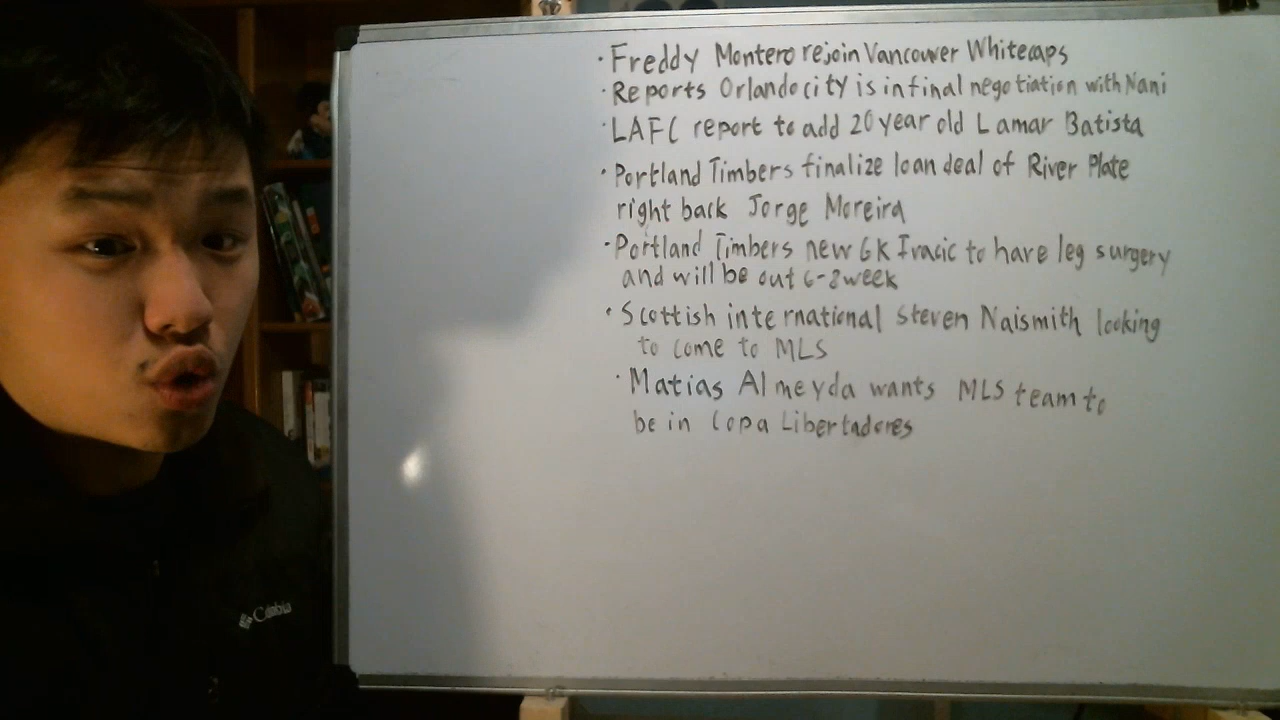 • Freddy Montero rejoin Vancouver Whitecaps
• Reports Orlando city is in final negotiation with Nani
• LAFC report to add 20 year old Lamar Batista
• Portland Timbers finalize loan deal of River Plate
right back Jorge Moreira
• Portland Timbers new GK Ivacic to have leg surgery
and will be out 6-8 week
• Scottish international Steven Naismith looking
to come to MLS
• Matias Almeyda wants MLS team to
be in Copa Libertadores
Columbia